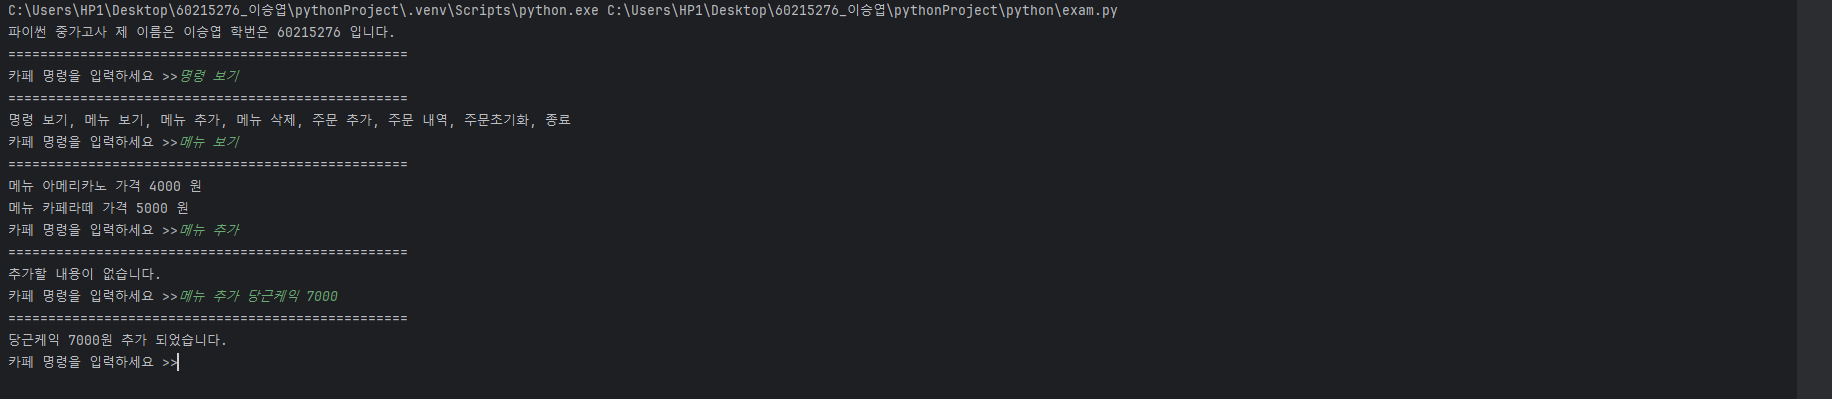 C:\Users\HP1\Desktop\60215276_이승엽\pythonProject\.venv\Scripts\python.exe C:\Users\HP1\Desktop\60215276_이승엽\pythonProject\python\exam.py
파이썬 중가고사 제 이름은 이승엽 학번은 60215276 입니다.
==================================================
카페 명령을 입력하세요 >>명령 보기
==================================================
명령 보기, 메뉴 보기, 메뉴 추가, 메뉴 삭제, 주문 추가, 주문 내역, 주문초기화, 종료
카페 명령을 입력하세요 >>메뉴 보기
==================================================
메뉴 아메리카노 가격 4000 원
메뉴 카페라떼 가격 5000 원
카페 명령을 입력하세요 >>메뉴 추가
==================================================
추가할 내용이 없습니다.
카페 명령을 입력하세요 >>메뉴 추가 당근케익 7000
==================================================
당근케익 7000원 추가 되었습니다.
카페 명령을 입력하세요 >>